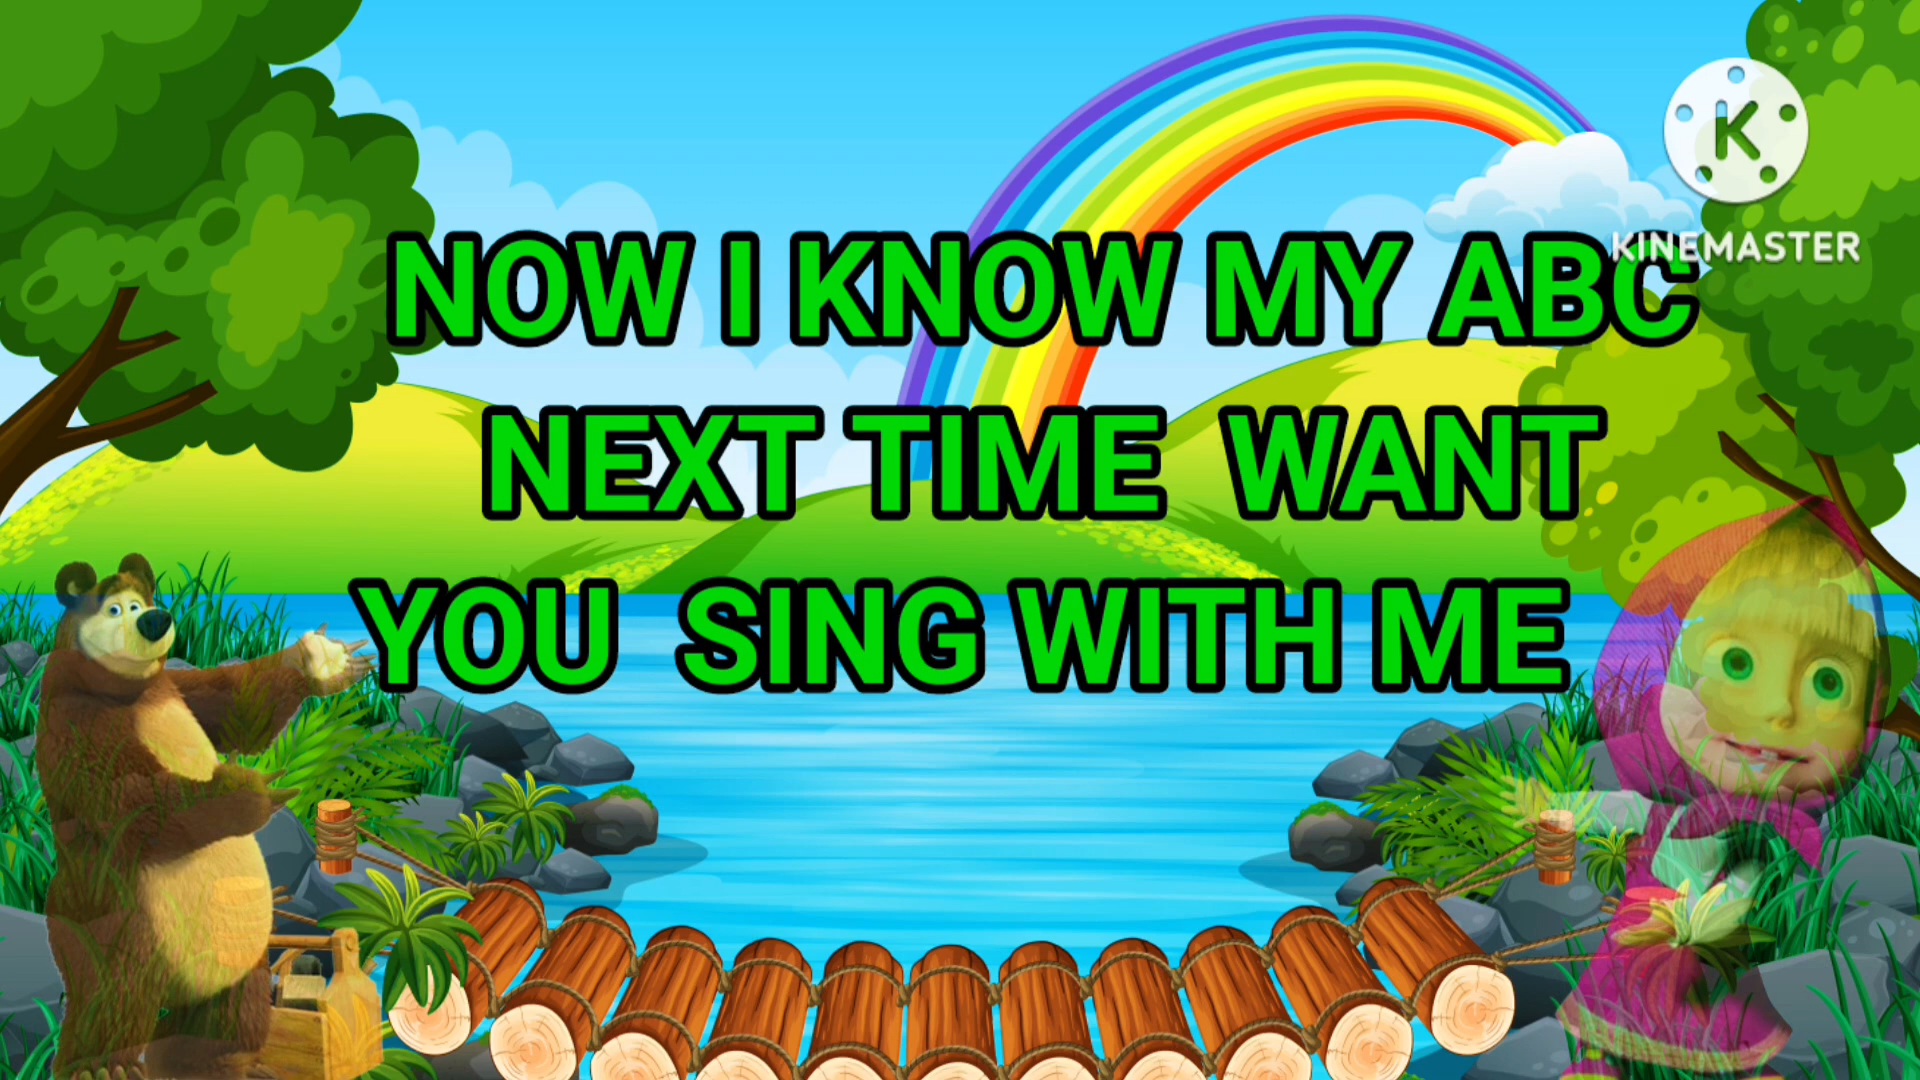 K
KINEMASTER
NOW I KNOW MY ABC
NEXT TIME WANT
YOU SING WITH ME